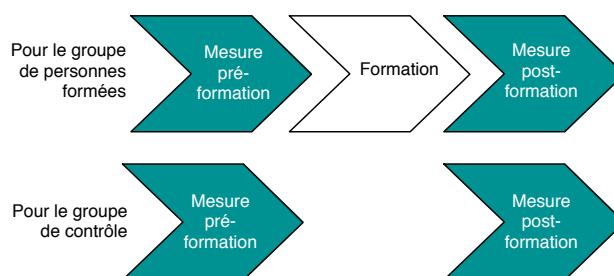 Pour le groupe
de personnes
formées
Mesure
pré-
formation
Formation
Mesure
post-
formation
Pour le groupe
de contrôle
Mesure
pré-
formation
Mesure
post-
formation